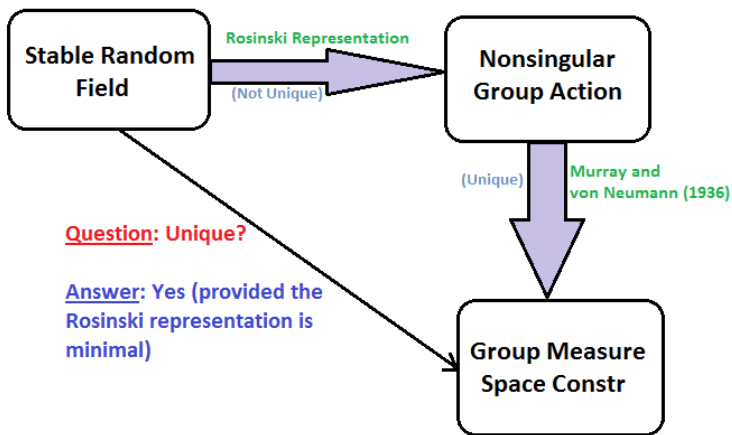 Stable Random
Field
Rosinski Representation
(Not Unique)
Nonsingular
Group Action
(Unique)
Murray and
von Neumann (1936)
Question: Unique?
Answer: Yes (provided the
Rosinski representation is
minimal)
Group Measure
Space Constr